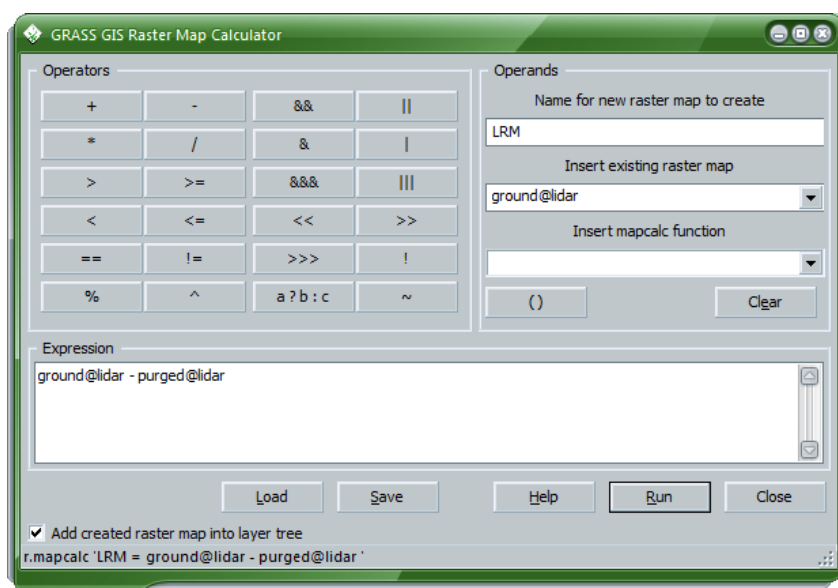 GRASS GIS Raster Map Calculator
Operators
+ - && ||
* / & |
> >= &&& |||
< <= << >>
== != >>> !
% ^ a?b:c ~
Operands
Name for new raster map to create
LRM
Insert existing raster map
ground@lidar
Insert mapcalc function
()
Clear
Expression
ground@lidar - purged@lidar
Load Save Help Run Close
Add created raster map into layer tree
r.mapcalc 'LRM = ground@lidar - purged@lidar '